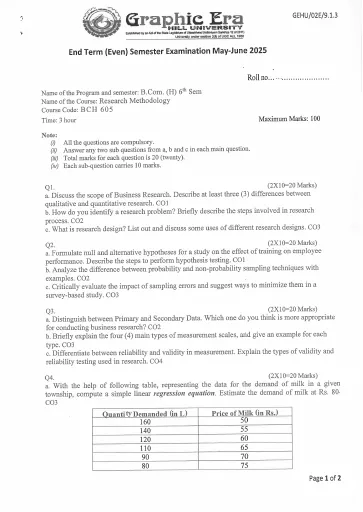 GEHU/02E/9.1.3
Graphic Era
HILL UNIVERSITY
End Term (Even) Semester Examination May-June 2025
Roll no.........................
Name of the Program and semester: B.Com. (H) 6th Sem
Name of the Course: Research Methodology
Course Code: BCH 605
Time: 3 hour Maximum Marks: 100
Note:
(i) All the questions are compulsory.
(ii) Answer any two sub questions from a, b and c in each main question.
(iii) Total marks for each question is 20 (twenty).
(iv) Each sub-question carries 10 marks.
Q1. (2X10=20 Marks)
a. Discuss the scope of Business Research. Describe at least three (3) differences between
qualitative and quantitative research. CO1
b. How do you identify a research problem? Briefly describe the steps involved in research
process. CO2
c. What is research design? List out and discuss some uses of different research designs. CO3
Q2. (2X10=20 Marks)
a. Formulate null and alternative hypotheses for a study on the effect of training on employee
performance. Describe the steps to perform hypothesis testing. CO1
b. Analyze the difference between probability and non-probability sampling techniques with
examples. CO2
c. Critically evaluate the impact of sampling errors and suggest ways to minimize them in a
survey-based study. CO3
Q3. (2X10=20 Marks)
a. Distinguish between Primary and Secondary Data. Which one do you think is more appropriate
for conducting business research? CO2
b. Briefly explain the four (4) main types of measurement scales, and give an example for each
type. CO3
c. Differentiate between reliability and validity in measurement. Explain the types of validity and
reliability testing used in research. CO4
Q4. (2X10=20 Marks)
a. With the help of following table, representing the data for the demand of milk in a given
township, compute a simple linear regression equation. Estimate the demand of milk at Rs. 80-
CO3
Quantity Demanded (in L) Price of Milk (in Rs.)
160 50
140 55
120 60
110 65
90 70
80 75
Page 1 of 2